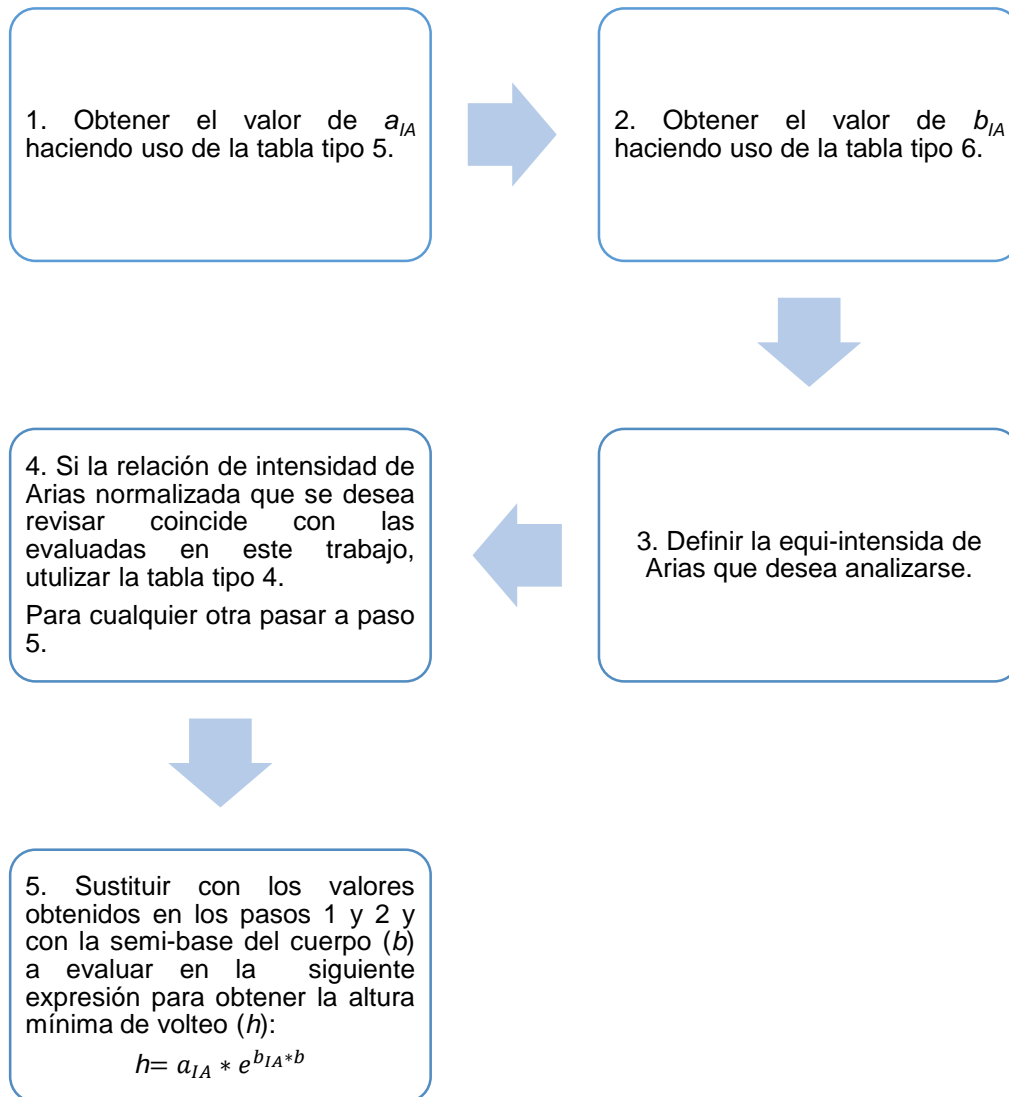 1. Obtener el valor de a_IA
haciendo uso de la tabla tipo 5.
2. Obtener el valor de b_IA
haciendo uso de la tabla tipo 6.
3. Definir la equi-intensida de
Arias que desea analizarse.
4. Si la relación de intensidad de
Arias normalizada que se desea
revisar coincide con las
evaluadas en este trabajo,
utulizar la tabla tipo 4.
Para cualquier otra pasar a paso
5.
5. Sustituir con los valores
obtenidos en los pasos 1 y 2 y
con la semi-base del cuerpo (b)
a evaluar en la siguiente
expresión para obtener la altura
mínima de volteo (h):
h= a_IA * e^(b_IA*b)